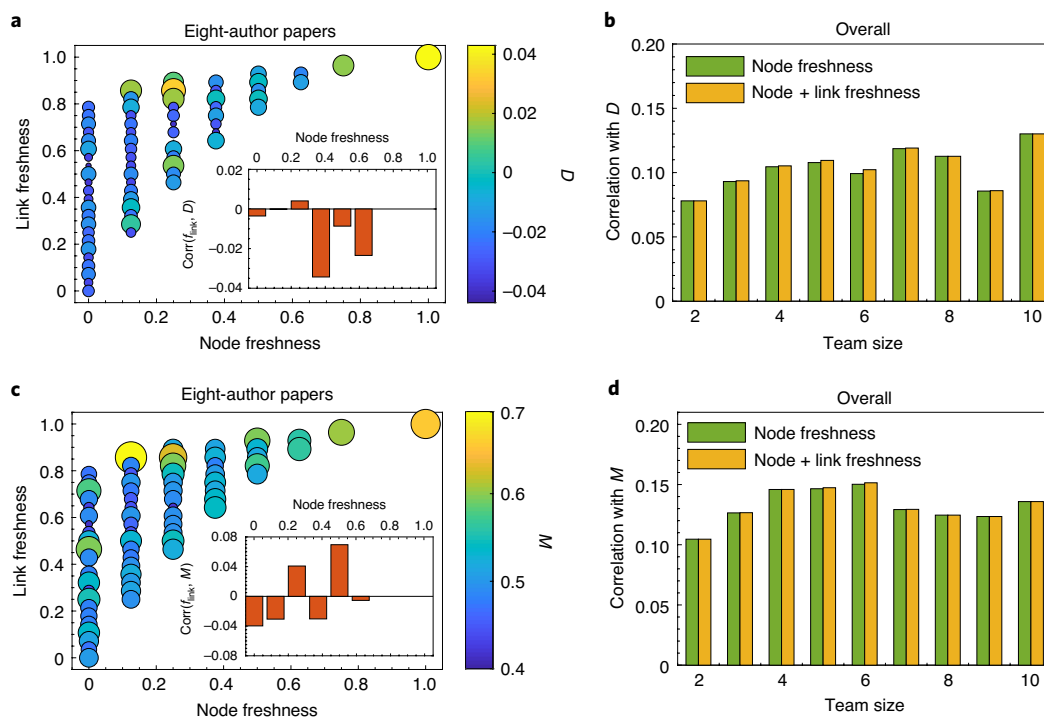 a
Eight-author papers
Link freshness
1.0
0.8
0.6
0.4
0.2
0
0
0.2
0.4
0.6
0.8
1.0
Node freshness
Node freshness
0
0.2
0.4
0.6
0.8
1.0
Corr(f_link, D)
0.02
0
−0.02
−0.04
0.04
0.02
0
−0.02
−0.04
D
b
Overall
Node freshness
Node + link freshness
Correlation with D
0.20
0.15
0.10
0.05
0
2
4
6
8
10
Team size
c
Eight-author papers
Link freshness
1.0
0.8
0.6
0.4
0.2
0
0
0.2
0.4
0.6
0.8
1.0
Node freshness
Node freshness
0
0.2
0.4
0.6
0.8
1.0
Corr(f_link, M)
0.08
0.04
0
−0.04
−0.08
0.7
0.6
0.5
0.4
M
d
Overall
Node freshness
Node + link freshness
Correlation with M
0.20
0.15
0.10
0.05
0
2
4
6
8
10
Team size